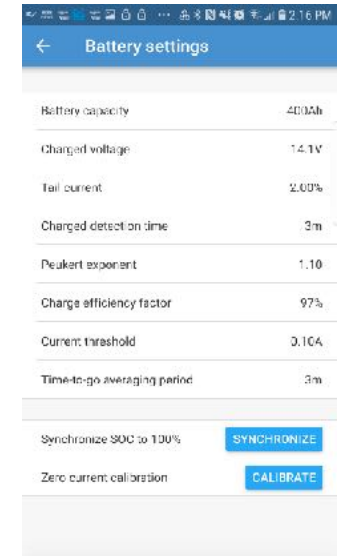 2:16 PM
Battery settings
Battery capacity 400Ah
Charged voltage 14.1V
Tail current 2.00%
Charged detection time 3m
Peukert exponent 1.10
Charge efficiency factor 97%
Current threshold 0.10A
Time-to-go averaging period 3m
Synchronize SOC to 100% SYNCHRONIZE
Zero current calibration CALIBRATE